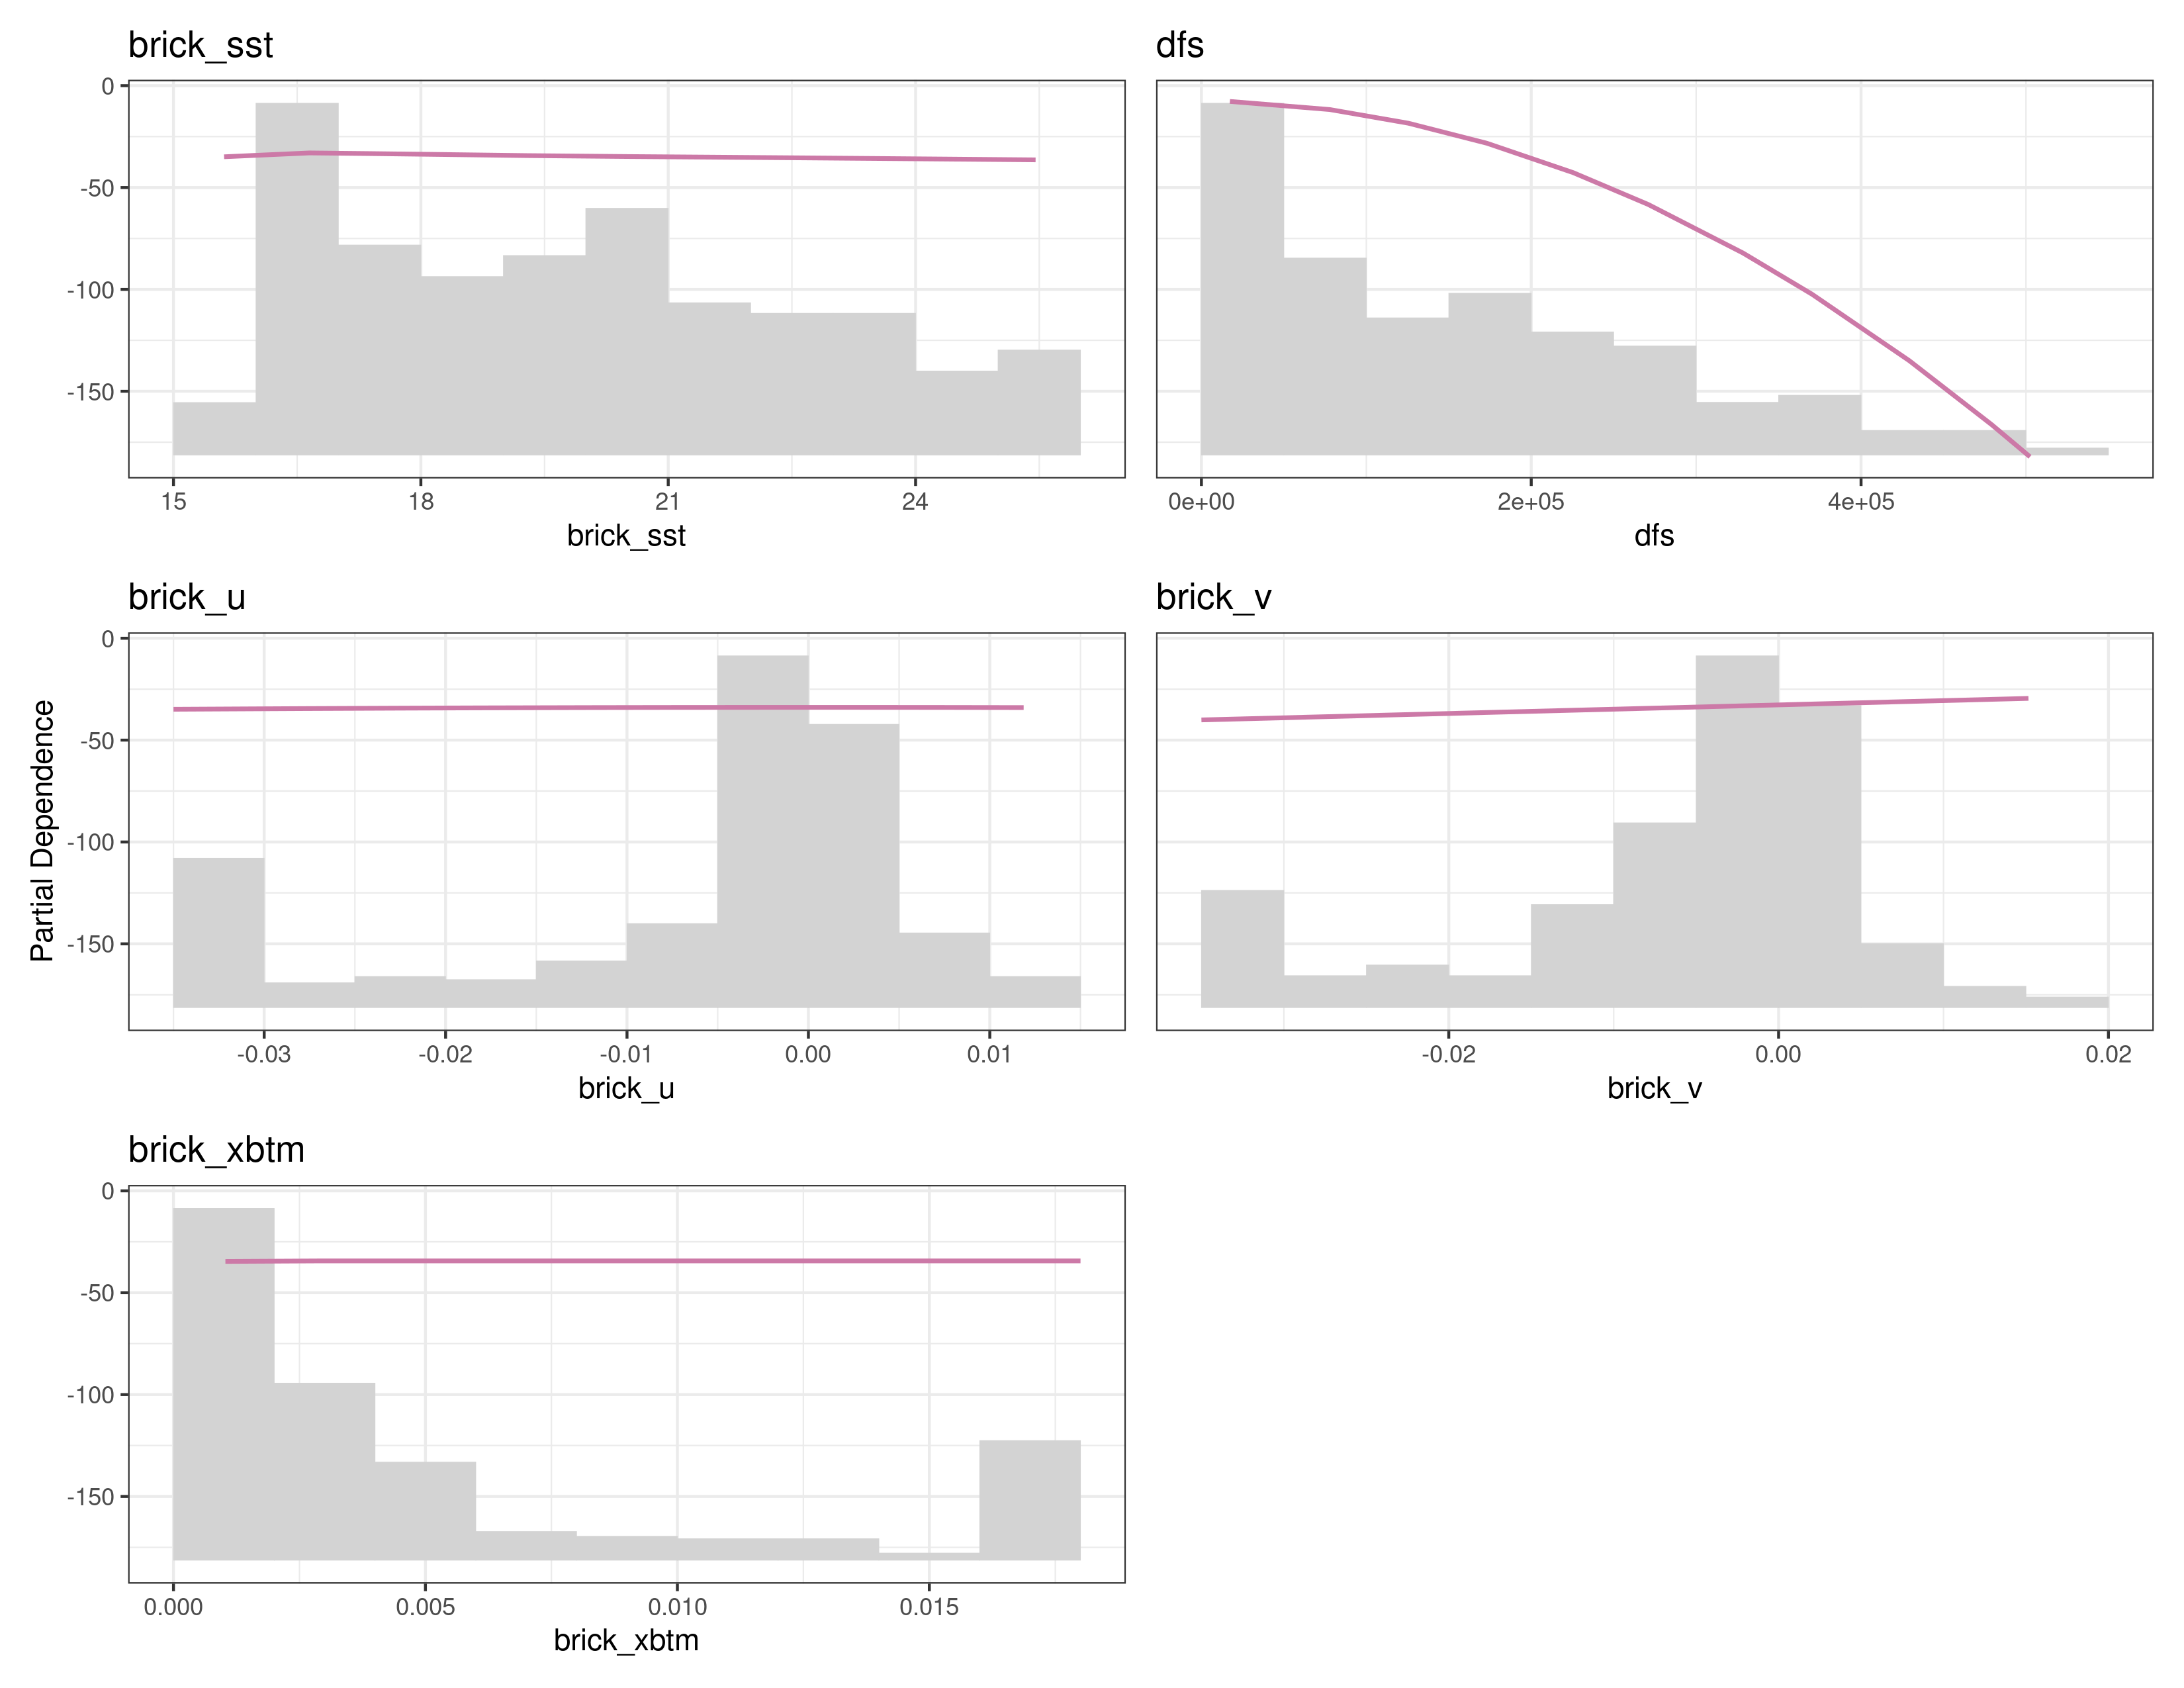 brick_sst
0
-50
-100
-150
15 18 21 24
brick_sst
dfs
0e+00 2e+05 4e+05
dfs
Partial Dependence
brick_u
0
-50
-100
-150
-0.03 -0.02 -0.01 0.00 0.01
brick_u
brick_v
-0.02 0.00 0.02
brick_v
brick_xbtm
0
-50
-100
-150
0.000 0.005 0.010 0.015
brick_xbtm